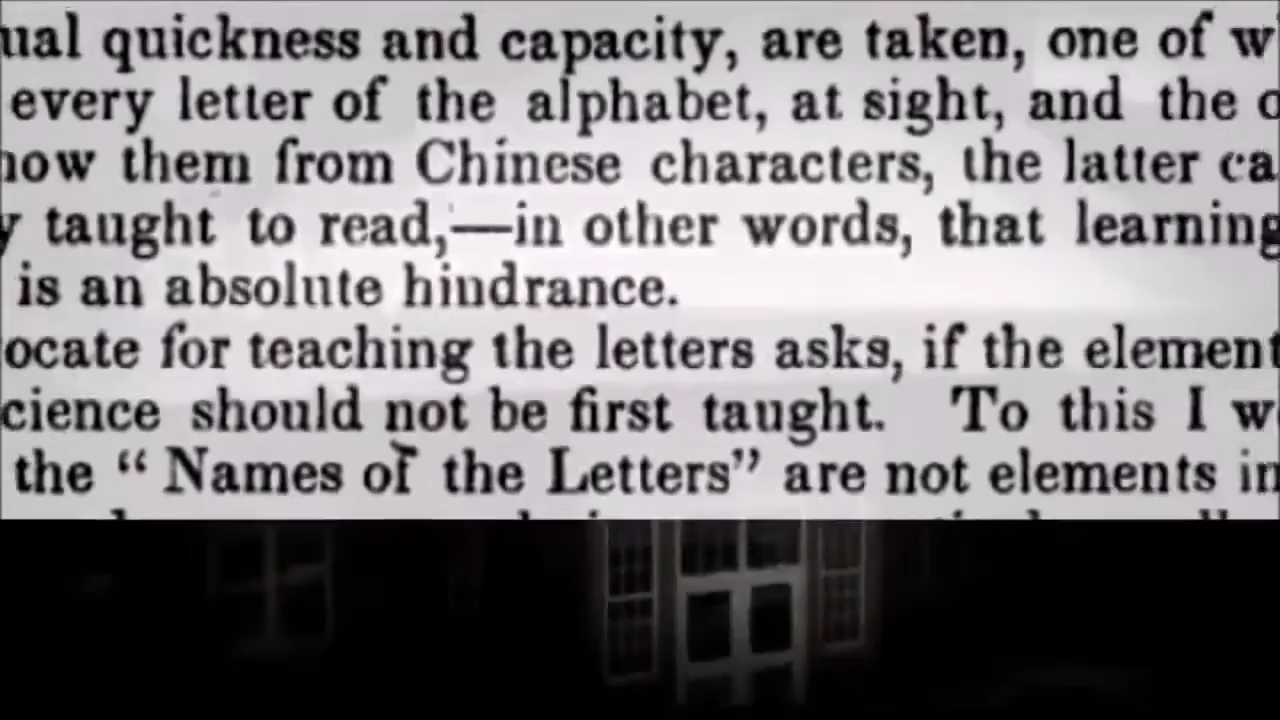 ual quickness and capacity, are taken, one of w
every letter of the alphabet, at sight, and the
now them from Chinese characters, the latter ca
y taught to read,—in other words, that learning
is an absolute hindrance.
ocate for teaching the letters asks, if the element
cience should not be first taught. To this I w
the “ Names of the Letters” are not elements in